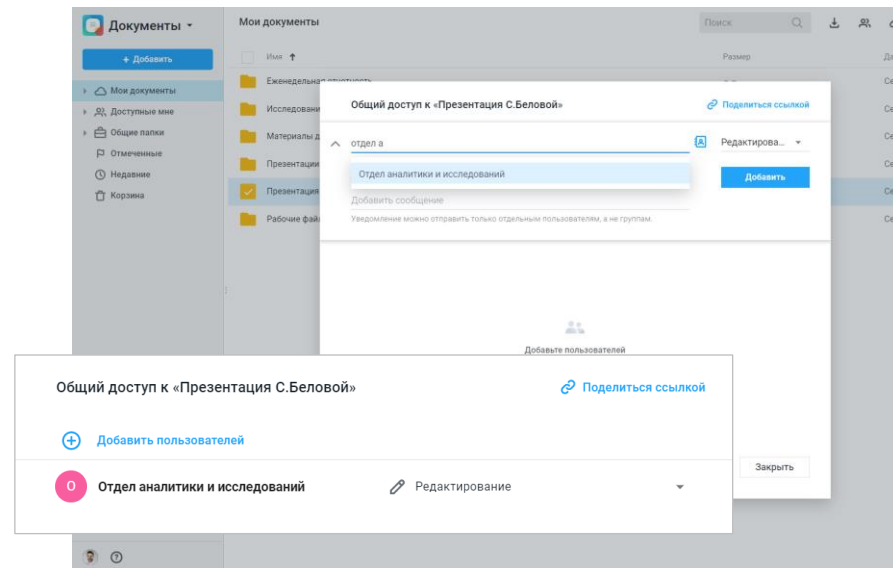 Документы
Мои документы
Поиск
+ Добавить
Имя
Размер
Мои документы
Доступные мне
Общие папки
Отмеченные
Недавние
Корзина
Еженедельная отчетность
Исследовани
Материалы д
Презентации
Презентация
Рабочие фай
Общий доступ к «Презентация С.Беловой»
Поделиться ссылкой
отдел а
Редактирова...
Отдел аналитики и исследований
Добавить
Добавить сообщение
Уведомление можно отправить только отдельным пользователям, а не группам.
Добавьте пользователей
Закрыть
Общий доступ к «Презентация С.Беловой»
Поделиться ссылкой
Добавить пользователей
О
Отдел аналитики и исследований
Редактирование